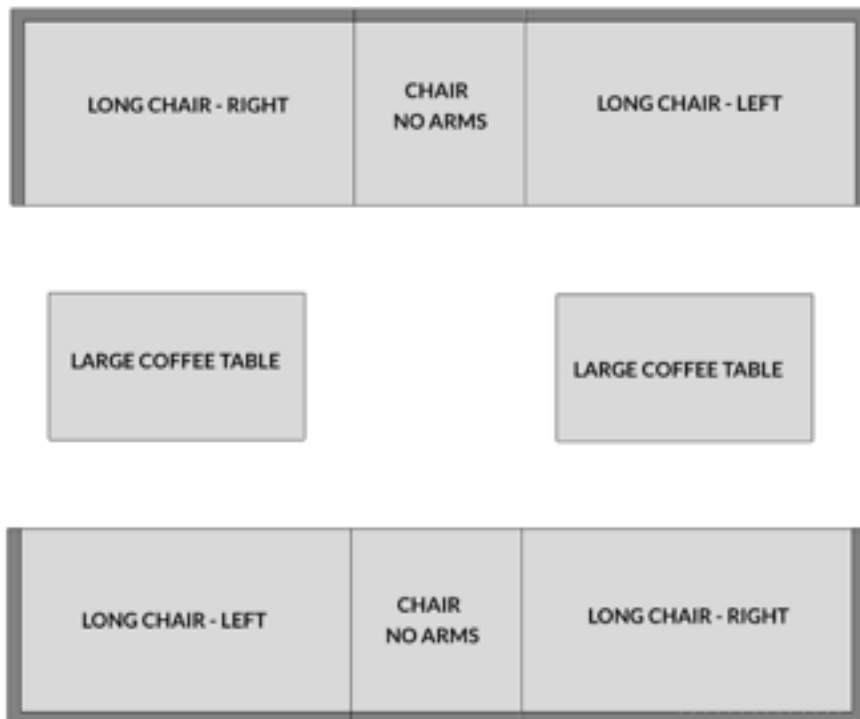 LONG CHAIR - RIGHT
CHAIR
NO ARMS
LONG CHAIR - LEFT
LARGE COFFEE TABLE
LARGE COFFEE TABLE
LONG CHAIR - LEFT
CHAIR
NO ARMS
LONG CHAIR - RIGHT